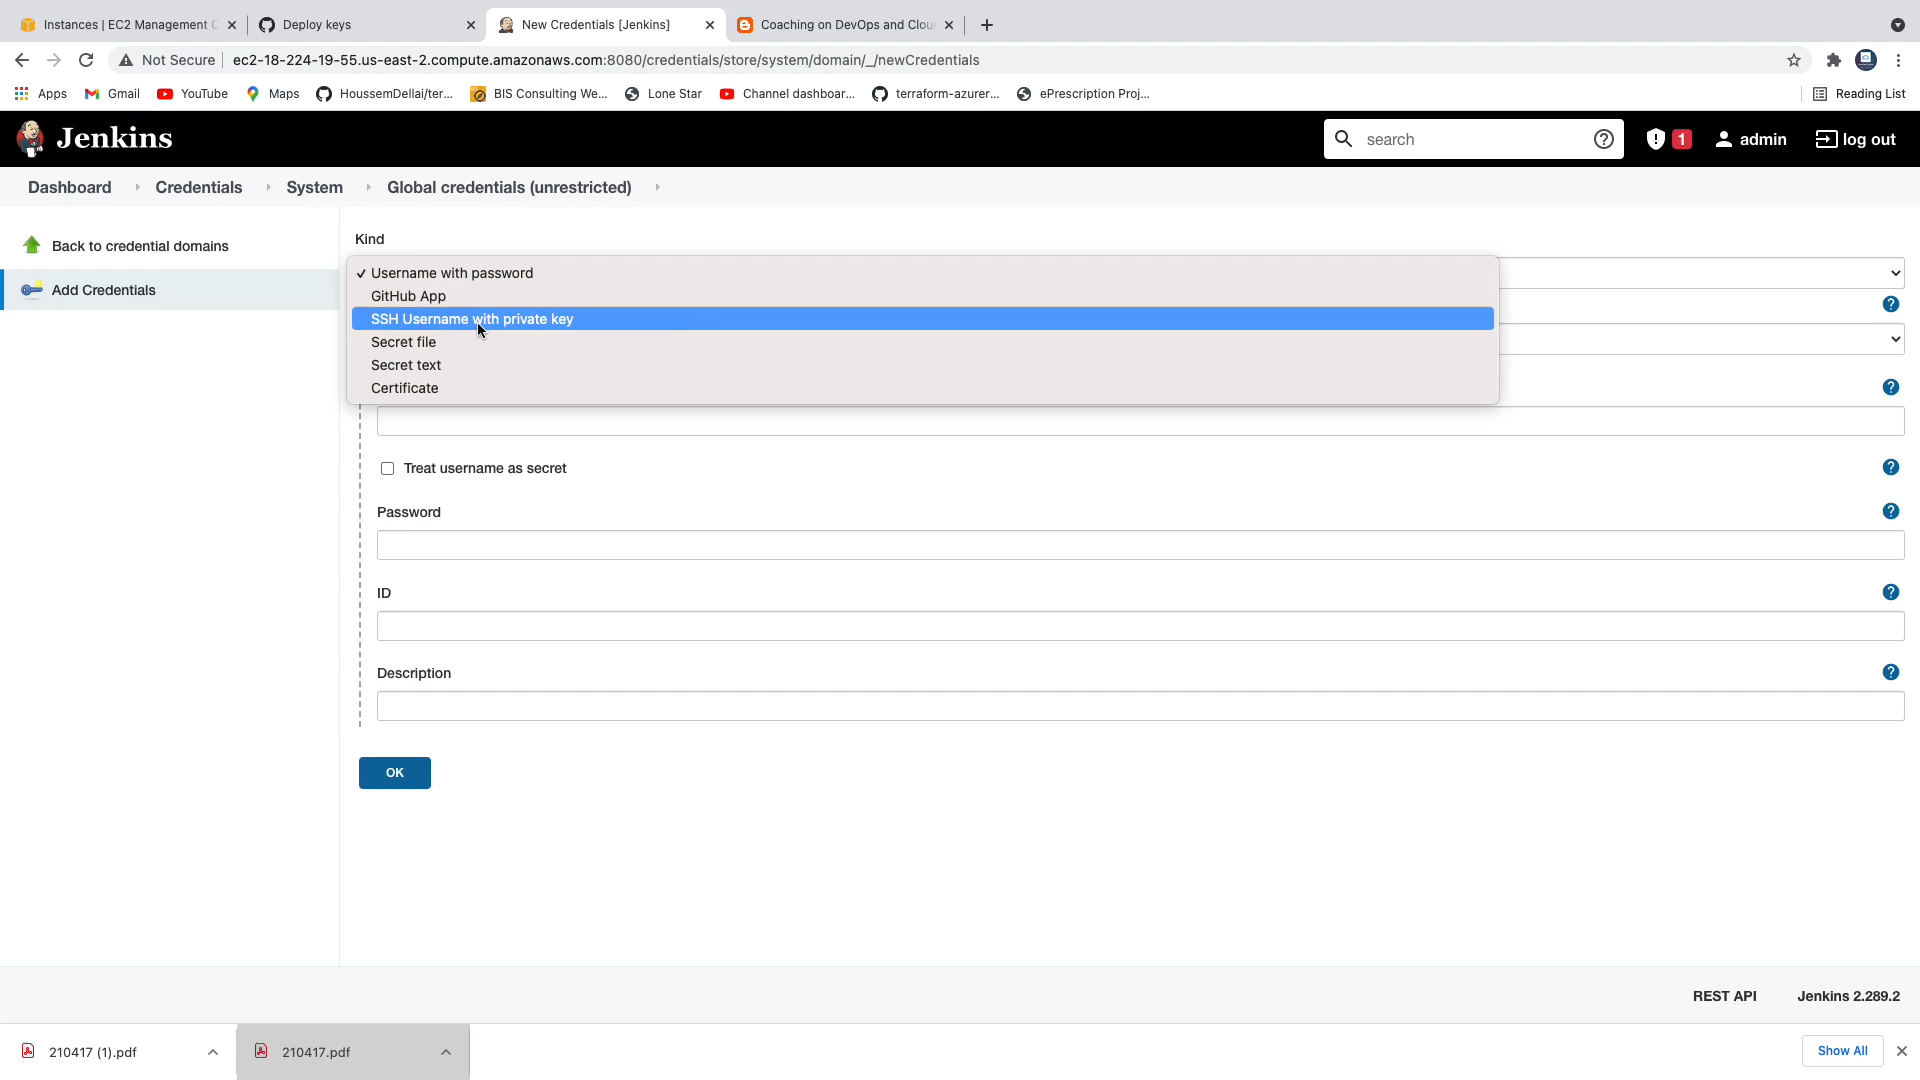 Instances | EC2 Management C
Deploy keys
New Credentials [Jenkins]
Coaching on DevOps and Clou
Not Secure
ec2-18-224-19-55.us-east-2.compute.amazonaws.com:8080/credentials/store/system/domain/_/newCredentials
Apps
Gmail
YouTube
Maps
HoussemDellai/ter...
BIS Consulting We...
Lone Star
Channel dashboar...
terraform-azurer...
ePrescription Proj...
Reading List
Jenkins
search
1
admin
log out
Dashboard
Credentials
System
Global credentials (unrestricted)
Back to credential domains
Add Credentials
Kind
✓ Username with password
GitHub App
SSH Username with private key
Secret file
Secret text
Certificate
Treat username as secret
Password
ID
Description
OK
REST API
Jenkins 2.289.2
210417 (1).pdf
210417.pdf
Show All